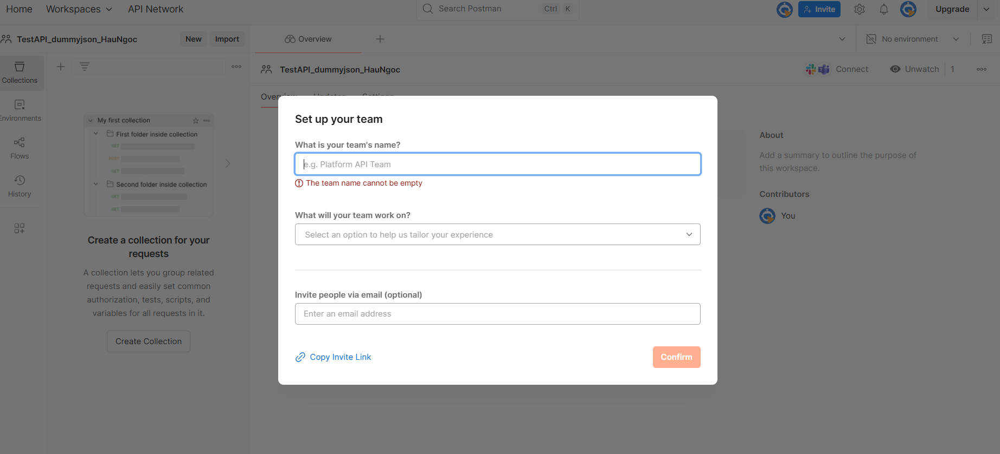 Home
Workspaces
API Network
Search Postman
Ctrl K
Invite
Upgrade
TestAPI_dummyjson_HauNgoc
New
Import
Overview
No environment
Collections
Environments
Flows
History
My first collection
First folder inside collection
GET
POST
GET
Second folder inside collection
GET
GET
Create a collection for your
requests
A collection lets you group related
requests and easily set common
authorization, tests, scripts, and
variables for all requests in it.
Create Collection
TestAPI_dummyjson_HauNgoc
Connect
Unwatch
1
Overview
Updates
Settings
Set up your team
What is your team's name?
e.g. Platform API Team
The team name cannot be empty
What will your team work on?
Select an option to help us tailor your experience
Invite people via email (optional)
Enter an email address
Copy Invite Link
Confirm
About
Add a summary to outline the purpose of
this workspace.
Contributors
You